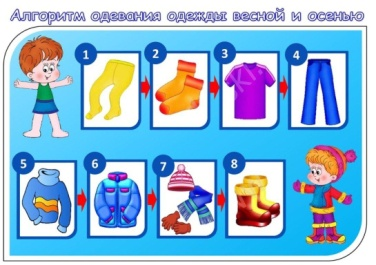 Алгоритм одевания одежды весной и осенью
1 2 3 4
5 6 7 8